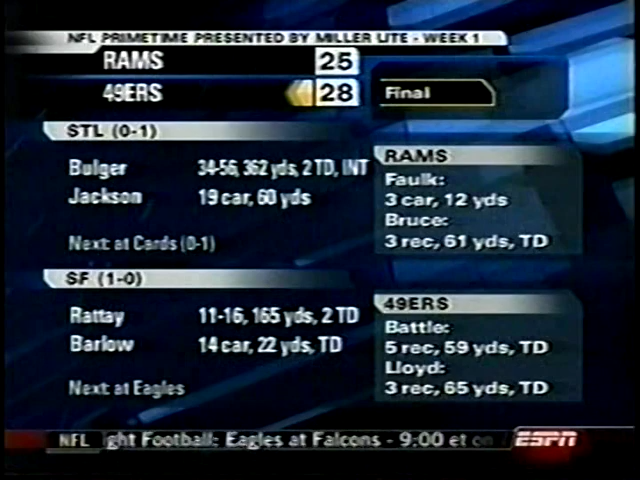 NFL PRIMETIME PRESENTED BY MILLER LITE - WEEK 1
RAMS 25
49ERS 28
Final
STL (0-1)
Bulger 34-56, 362 yds, 2 TD, INT
Jackson 19 car, 60 yds
Next: at Cards (0-1)
RAMS
Faulk:
3 car, 12 yds
Bruce:
3 rec, 61 yds, TD
SF (1-0)
Rattay 11-16, 165 yds, 2 TD
Barlow 14 car, 22 yds, TD
Next: at Eagles
49ERS
Battle:
5 rec, 59 yds, TD
Lloyd:
3 rec, 65 yds, TD
NFL ght Football: Eagles at Falcons - 9:00 et on ESPN